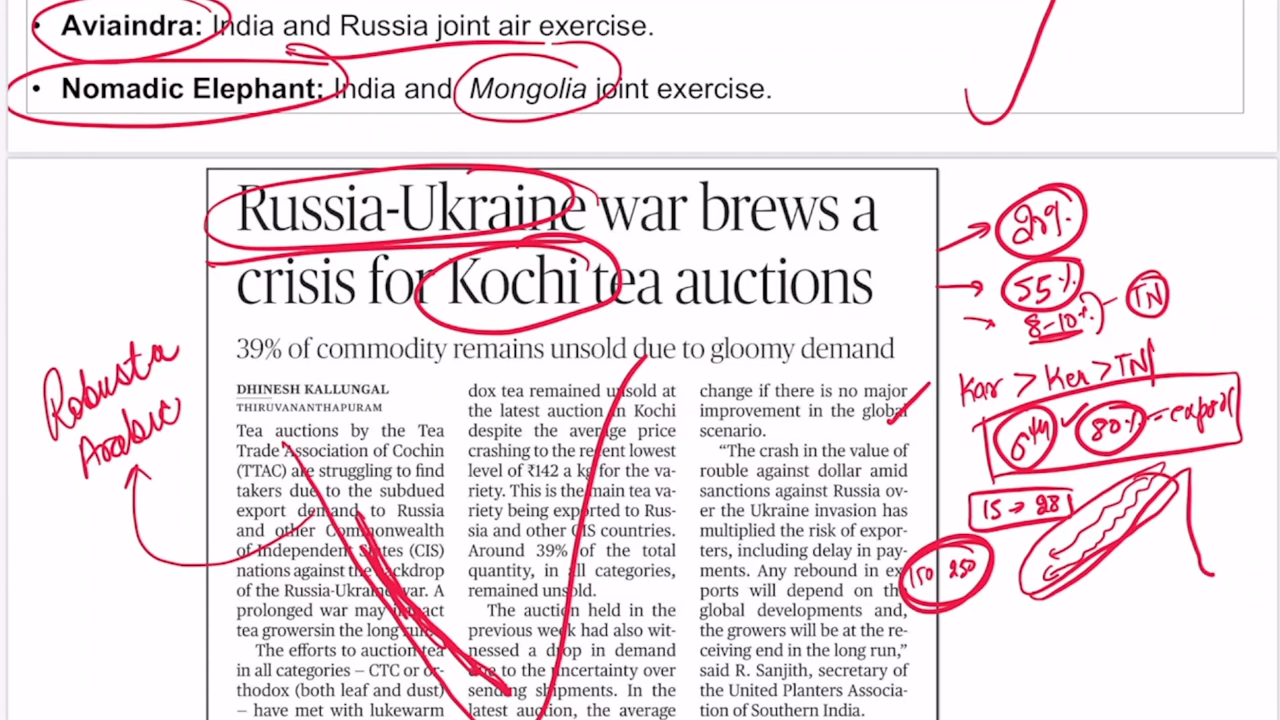 • Aviaindra: India and Russia joint air exercise.
• Nomadic Elephant: India and Mongolia joint exercise.
Russia-Ukraine war brews a
crisis for Kochi tea auctions
39% of commodity remains unsold due to gloomy demand
DHINESH KALLUNGAL
THIRUVANANTHAPURAM
Tea auctions by the Tea
Trade Association of Cochin
(TTAC) are struggling to find
takers due to the subdued
export demand to Russia
and other Commonwealth
of Independent States (CIS)
nations against the backdrop
of the Russia-Ukraine war. A
prolonged war may impact
tea growersin the long run.
The efforts to auction tea
in all categories – CTC or or-
thodox (both leaf and dust)
– have met with lukewarm
dox tea remained unsold at
the latest auction in Kochi
despite the average price
crashing to the recent lowest
level of ₹142 a kg for the va-
riety. This is the main tea va-
riety being exported to Rus-
sia and other CIS countries.
Around 39% of the total
quantity, in all categories,
remained unsold.
The auction held in the
previous week had also wit-
nessed a drop in demand
due to the uncertainty over
sending shipments. In the
latest auction, the average
change if there is no major
improvement in the global
scenario.
“The crash in the value of
rouble against dollar amid
sanctions against Russia ov-
er the Ukraine invasion has
multiplied the risk of expor-
ters, including delay in pay-
ments. Any rebound in ex-
ports will depend on the
global developments and,
the growers will be at the re-
ceiving end in the long run,”
said R. Sanjith, secretary of
the United Planters Associa-
tion of Southern India.
Robusta
Arabic
55%
8-10%
TN
Kar > Ker > TN
6th 80% = export
15 → 28
150 250